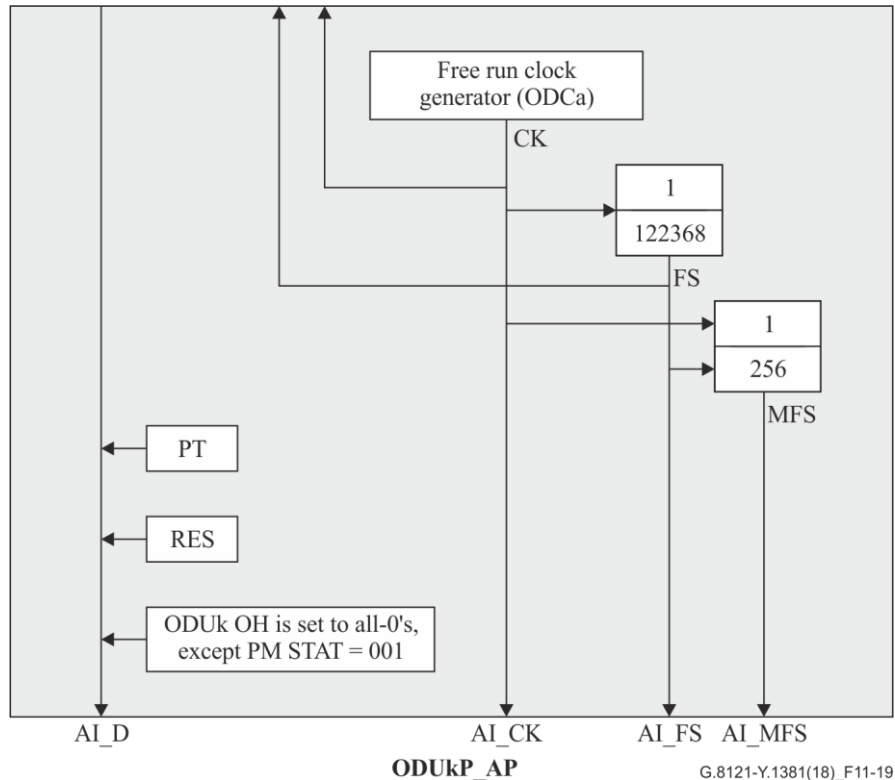 Free run clock
generator (ODCa)
CK
1
122368
FS
1
256
MFS
PT
RES
ODUk OH is set to all-0's,
except PM STAT = 001
AI_D
AI_CK
AI_FS
AI_MFS
ODUkP_AP
G.8121-Y.1381(18)_F11-19